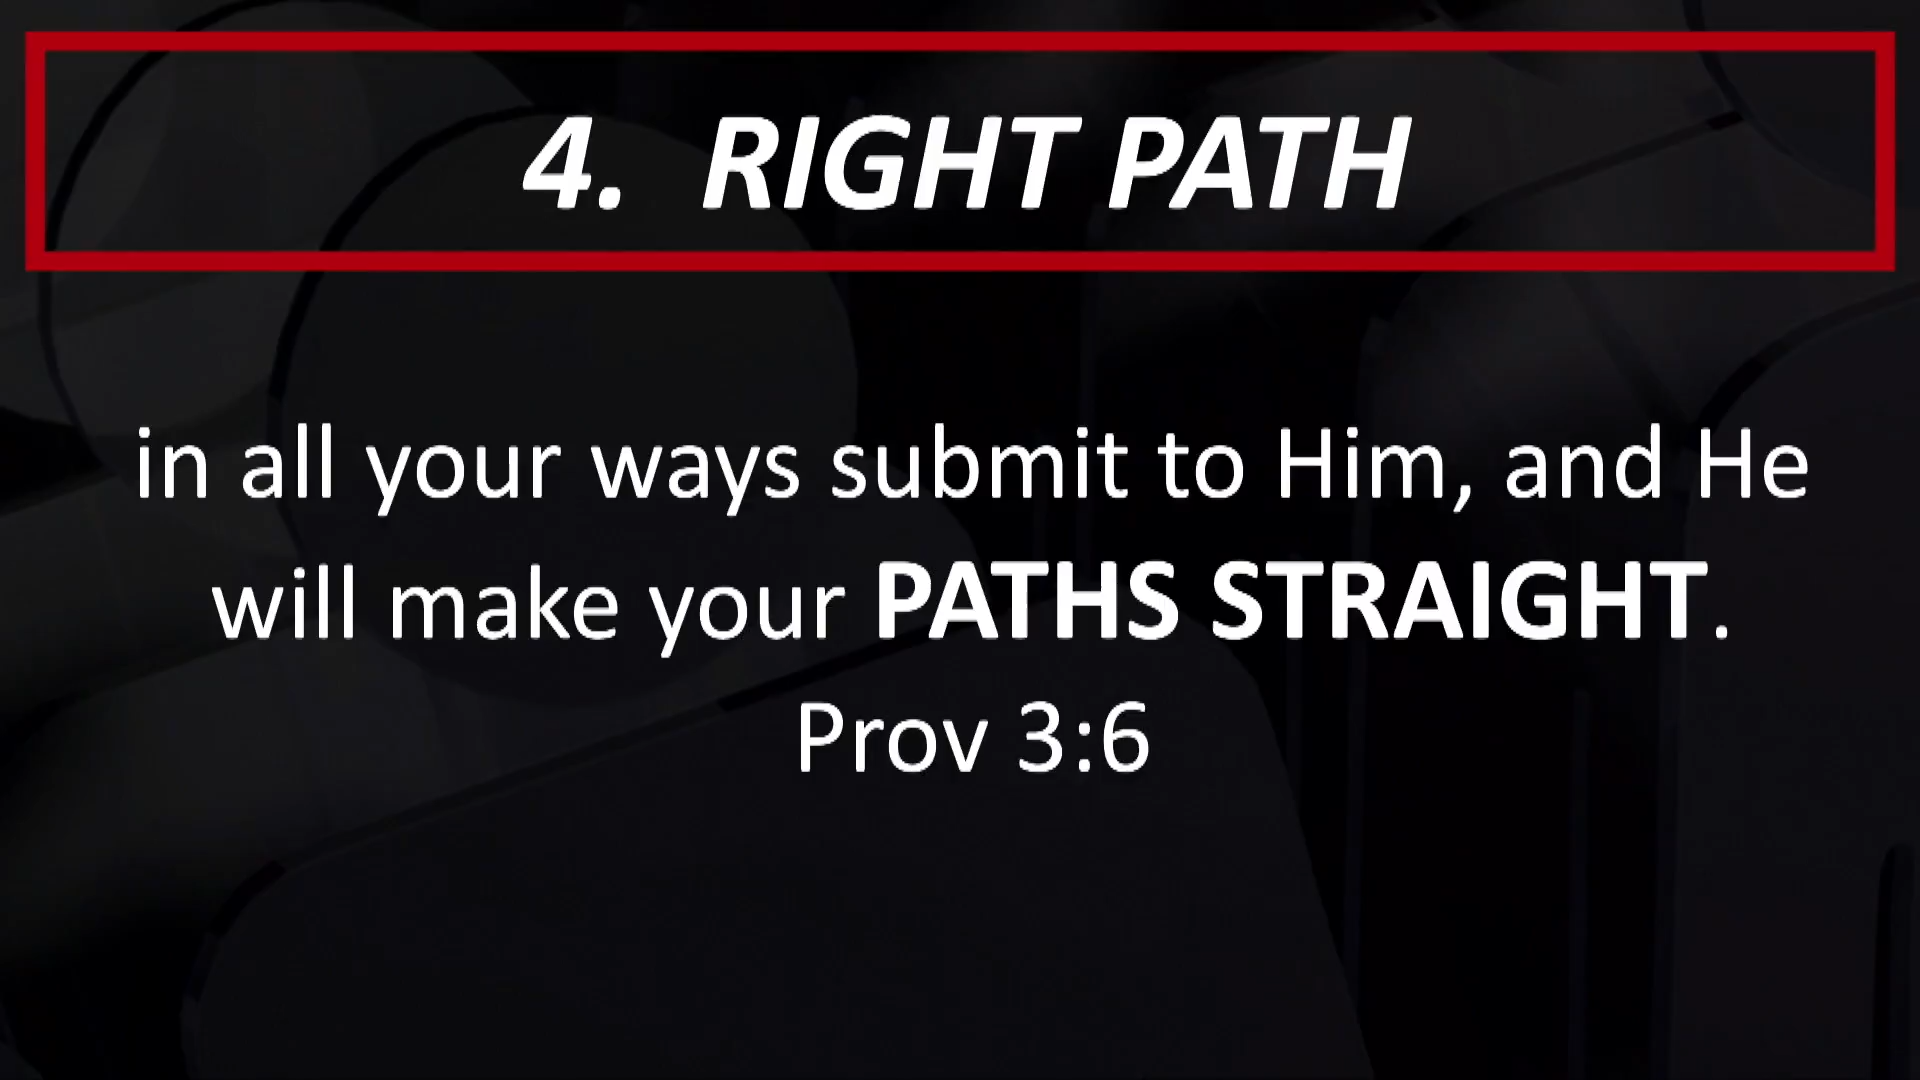 4. RIGHT PATH
in all your ways submit to Him, and He
will make your PATHS STRAIGHT.
Prov 3:6